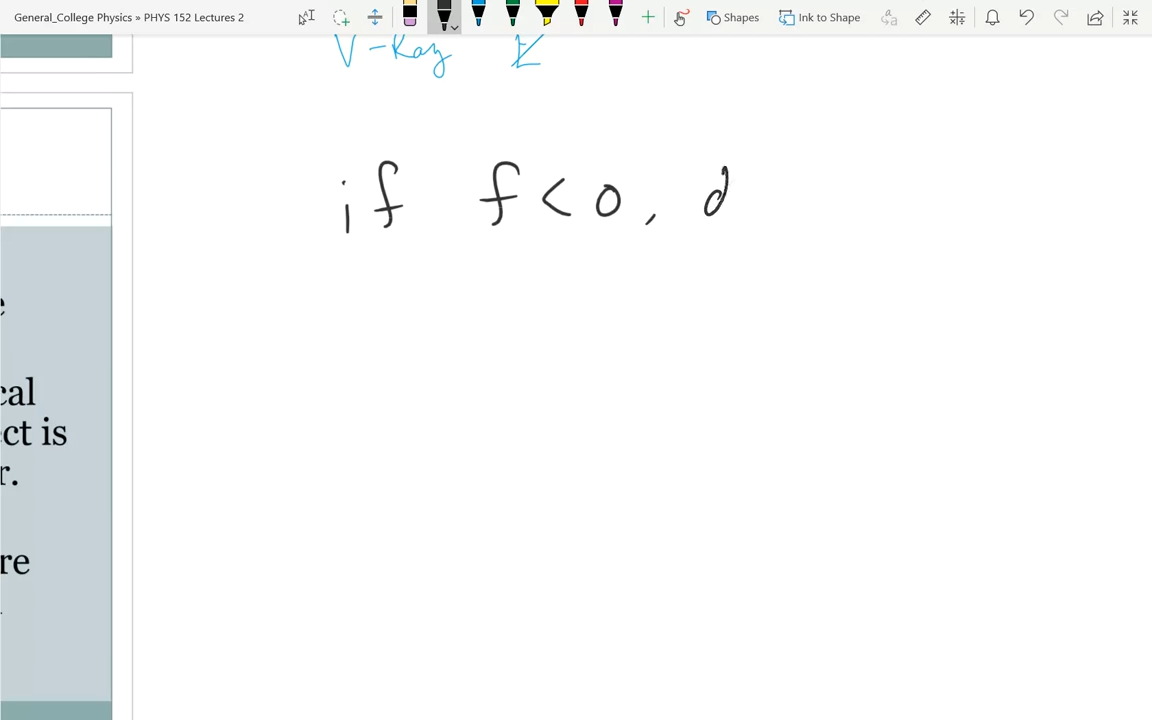 General_College Physics » PHYS 152 Lectures 2
Shapes
Ink to Shape
V-Ray
if f < 0, d
cal
ct is
r.
re